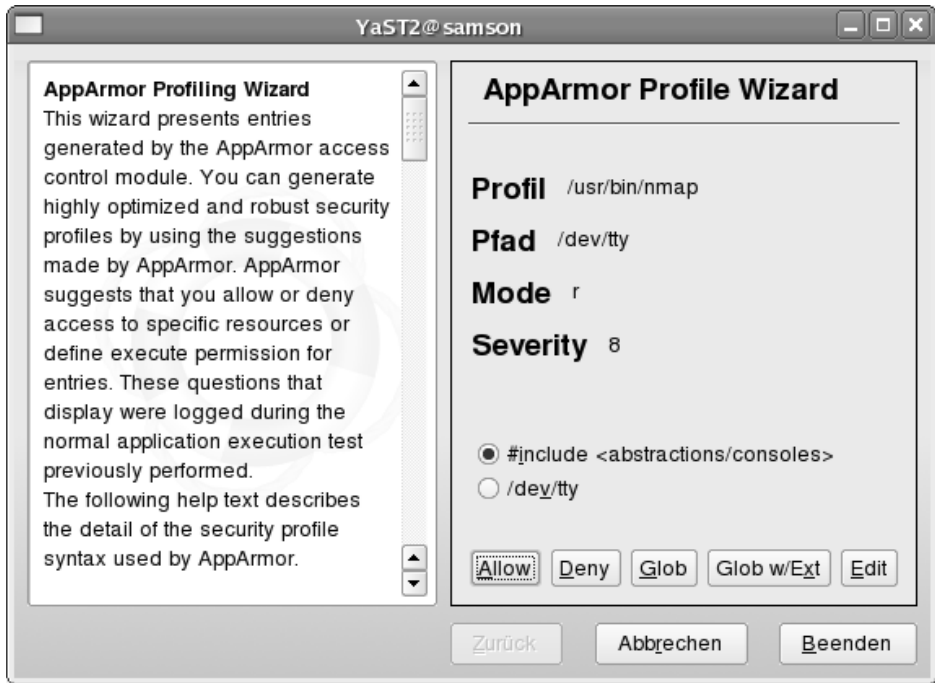 YaST2@samson
AppArmor Profiling Wizard
This wizard presents entries
generated by the AppArmor access
control module. You can generate
highly optimized and robust security
profiles by using the suggestions
made by AppArmor. AppArmor
suggests that you allow or deny
access to specific resources or
define execute permission for
entries. These questions that
display were logged during the
normal application execution test
previously performed.
The following help text describes
the detail of the security profile
syntax used by AppArmor.
AppArmor Profile Wizard
Profil /usr/bin/nmap
Pfad /dev/tty
Mode r
Severity 8
#include <abstractions/consoles>
/dev/tty
Allow Deny Glob Glob w/Ext Edit
Zurück Abbrechen Beenden